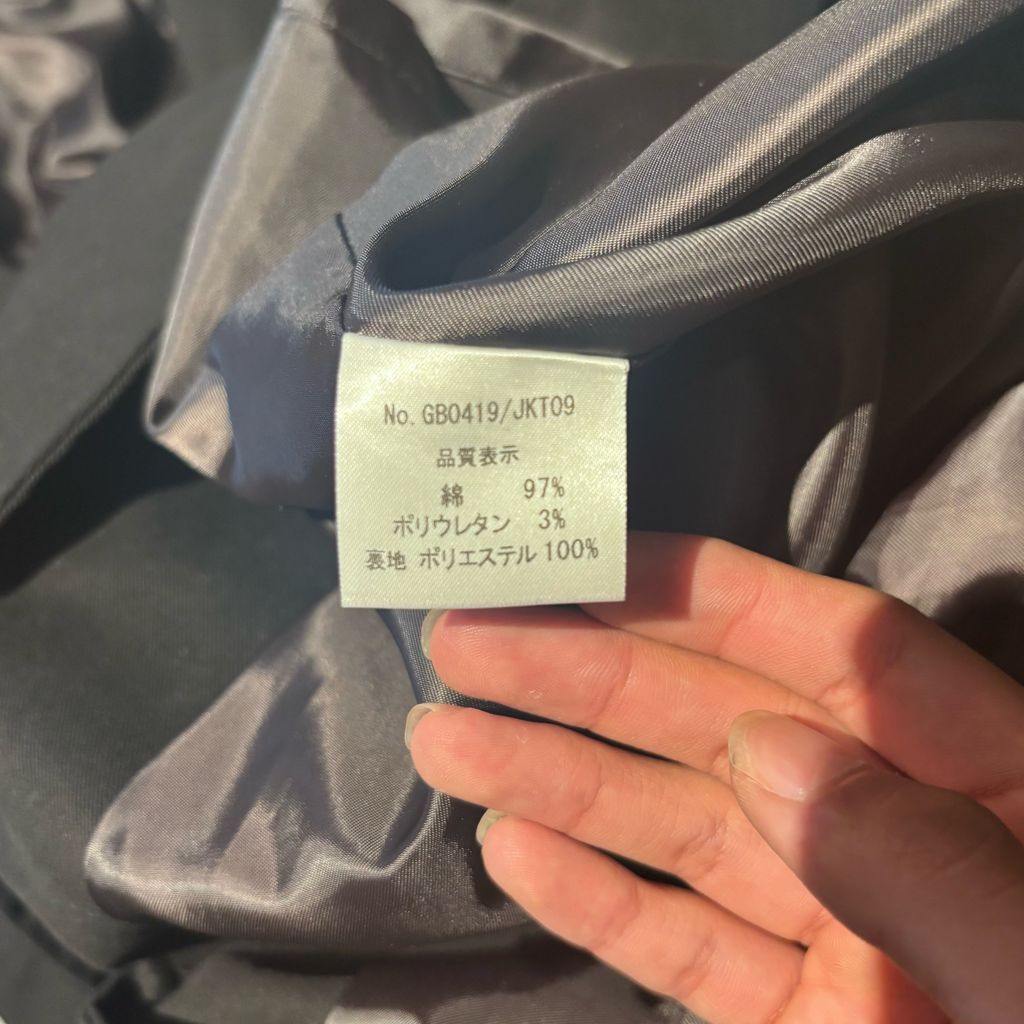 No. GB0419/JKT09
品質表示
綿 97%
ポリウレタン 3%
裏地 ポリエステル 100%